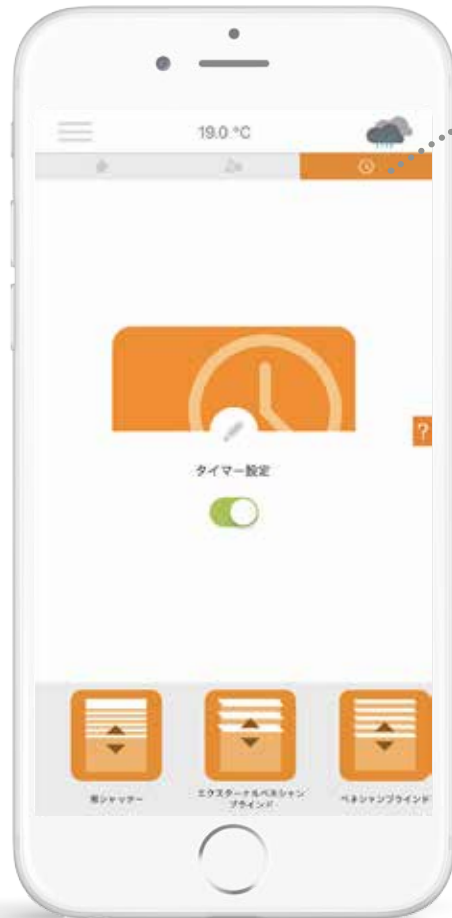 19.0 °C
?
タイマー設定
窓シャッター
エクスターナルベネシャン
ブラインド
ベネシャンブラインド